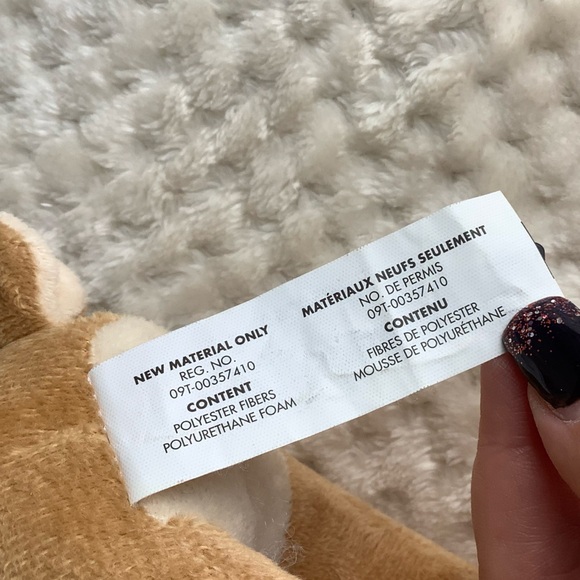 NEW MATERIAL ONLY
REG. NO.
09T-00357410
CONTENT
POLYESTER FIBERS
POLYURETHANE FOAM
MATÉRIAUX NEUFS SEULEMENT
NO. DE PERMIS
09T-00357410
CONTENU
FIBRES DE POLYESTER
MOUSSE DE POLYURÉTHANE